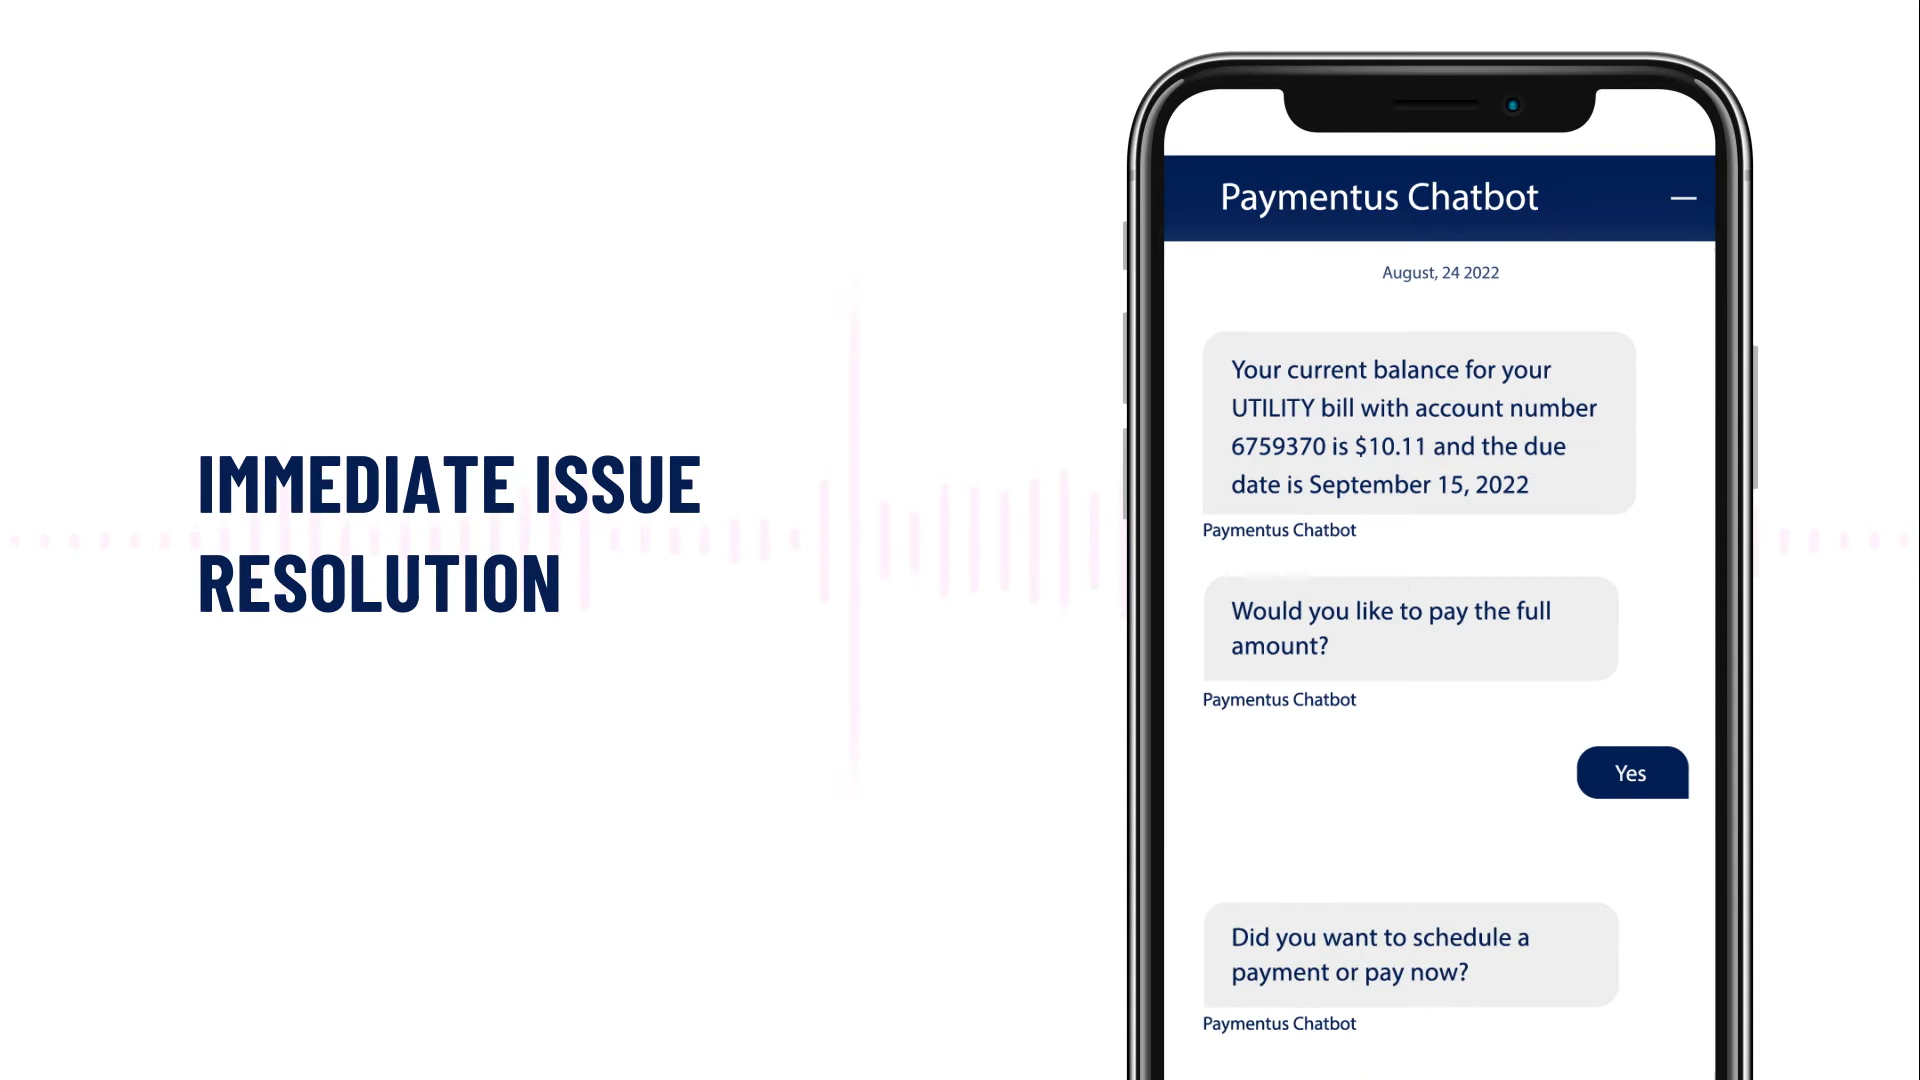 IMMEDIATE ISSUE
RESOLUTION
Paymentus Chatbot
August, 24 2022
Your current balance for your
UTILITY bill with account number
6759370 is $10.11 and the due
date is September 15, 2022
Paymentus Chatbot
Would you like to pay the full
amount?
Paymentus Chatbot
Yes
Did you want to schedule a
payment or pay now?
Paymentus Chatbot